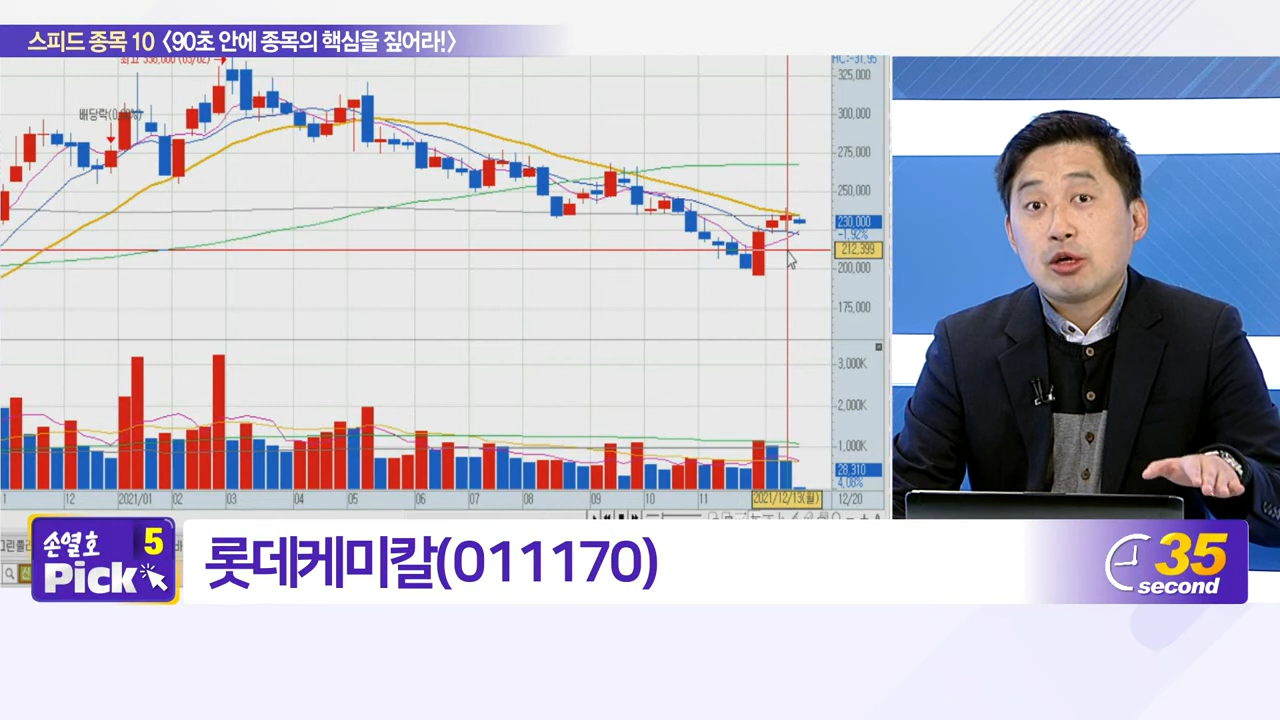 스피드 종목 10 <90초 안에 종목의 핵심을 짚어라!>
배당락
325,000
300,000
275,000
250,000
230,000
-1.92%
212,399
200,000
175,000
3,000K
2,000K
1,000K
28,310
4.08%
12
2021/01
02
03
04
05
06
07
08
09
10
11
2021/12/13(월)
12/20
손열호
Pick
5
롯데케미칼(011170)
35
second